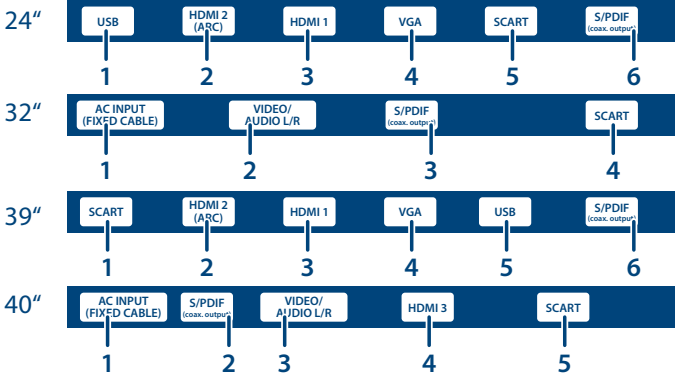 24“
USB HDMI 2 HDMI 1 VGA SCART S/PDIF
(ARC) (coax. output)
1 2 3 4 5 6
32“
AC INPUT VIDEO/ S/PDIF SCART
(FIXED CABLE) AUDIO L/R (coax. output)
1 2 3 4
39“
SCART HDMI 2 HDMI 1 VGA USB S/PDIF
(ARC) (coax. output)
1 2 3 4 5 6
40“
AC INPUT S/PDIF VIDEO/ HDMI 3 SCART
(FIXED CABLE) (coax. output) AUDIO L/R
1 2 3 4 5